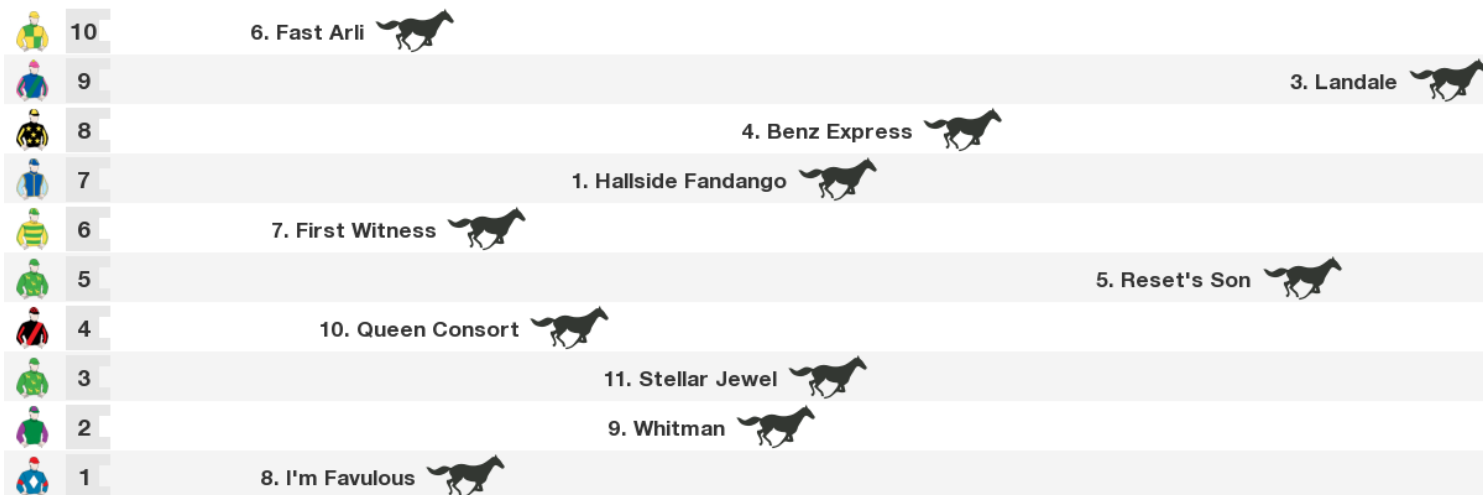 10 6. Fast Arli
9 3. Landale
8 4. Benz Express
7 1. Hallside Fandango
6 7. First Witness
5 5. Reset's Son
4 10. Queen Consort
3 11. Stellar Jewel
2 9. Whitman
1 8. I'm Favulous